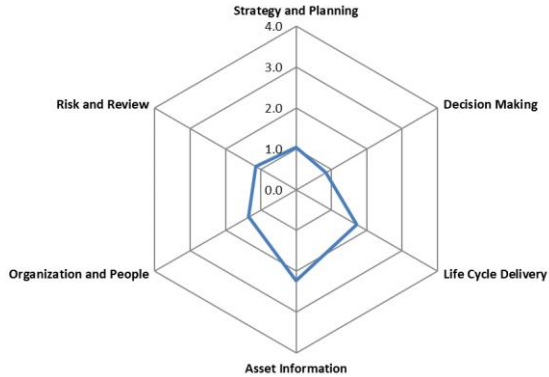 Strategy and Planning
4.0
3.0
Risk and Review
Decision Making
2.0
1.0
0.0
Organization and People
Life Cycle Delivery
Asset Information